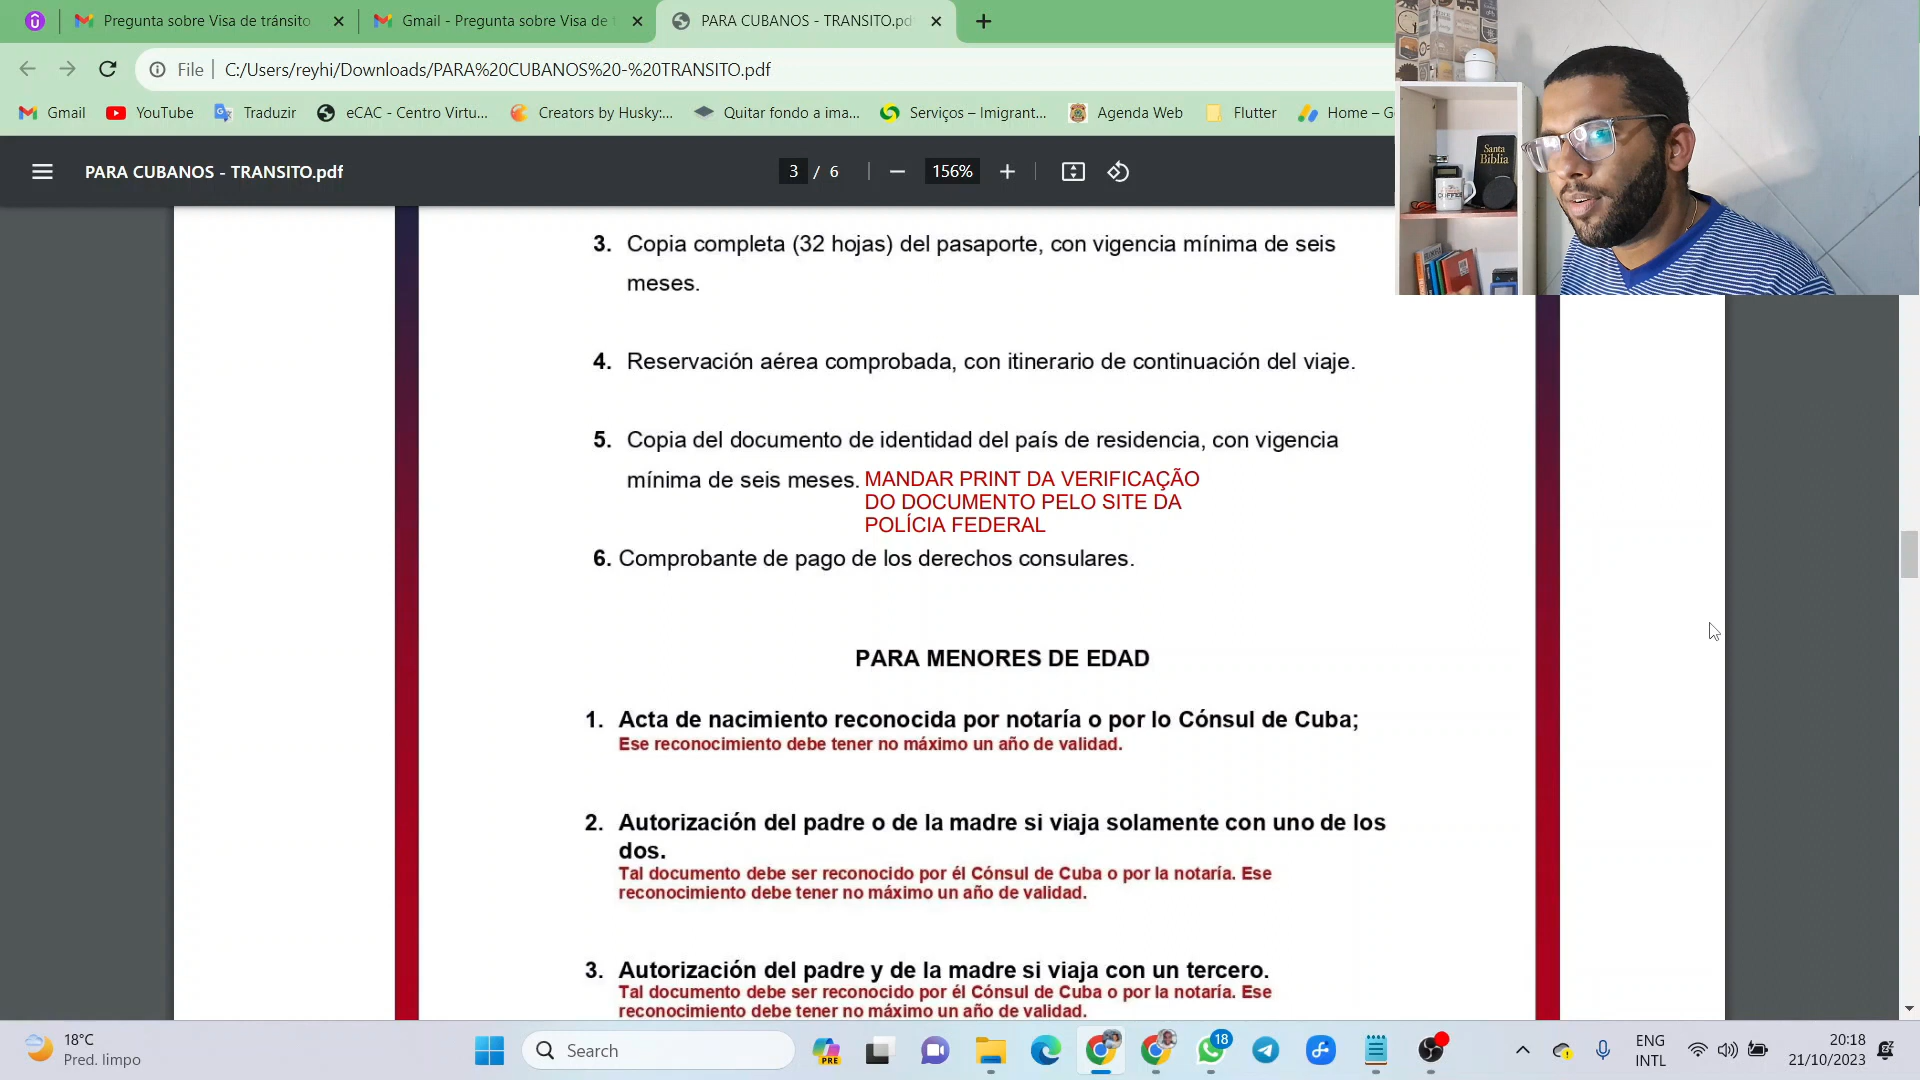 Pregunta sobre Visa de tránsito
Gmail - Pregunta sobre Visa de
PARA CUBANOS - TRANSITO.pd
File
C:/Users/reyhi/Downloads/PARA%20CUBANOS%20-%20TRANSITO.pdf
Gmail
YouTube
Traduzir
eCAC - Centro Virtu...
Creators by Husky:...
Quitar fondo a ima...
Serviços – Imigrant...
Agenda Web
Flutter
Home – G
PARA CUBANOS - TRANSITO.pdf
3 / 6
156%
Santa
Biblia
3. Copia completa (32 hojas) del pasaporte, con vigencia mínima de seis
meses.
4. Reservación aérea comprobada, con itinerario de continuación del viaje.
5. Copia del documento de identidad del país de residencia, con vigencia
mínima de seis meses. MANDAR PRINT DA VERIFICAÇÃO
DO DOCUMENTO PELO SITE DA
POLÍCIA FEDERAL
6. Comprobante de pago de los derechos consulares.
PARA MENORES DE EDAD
1. Acta de nacimiento reconocida por notaría o por lo Cónsul de Cuba;
Ese reconocimiento debe tener no máximo un año de validad.
2. Autorización del padre o de la madre si viaja solamente con uno de los
dos.
Tal documento debe ser reconocido por él Cónsul de Cuba o por la notaría. Ese
reconocimiento debe tener no máximo un año de validad.
3. Autorización del padre y de la madre si viaja con un tercero.
Tal documento debe ser reconocido por él Cónsul de Cuba o por la notaría. Ese
reconocimiento debe tener no máximo un año de validad.
18°C
Pred. limpo
Search
PRE
18
ENG
INTL
20:18
21/10/2023